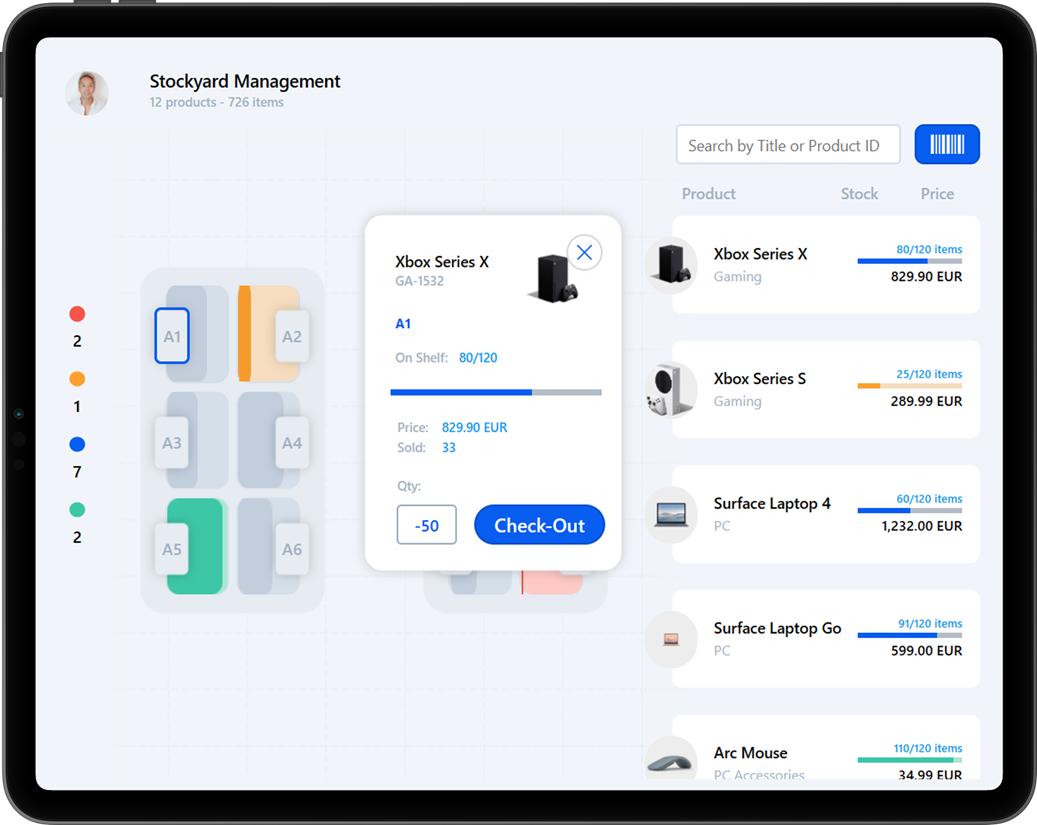 Stockyard Management
12 products - 726 items
Search by Title or Product ID
Product Stock Price
2
1
7
2
A1
A2
A3
A4
A5
A6
Xbox Series X
GA-1532
A1
On Shelf: 80/120
Price: 829.90 EUR
Sold: 33
Qty:
-50 Check-Out
Xbox Series X
Gaming
80/120 items
829.90 EUR
Xbox Series S
Gaming
25/120 items
289.99 EUR
Surface Laptop 4
PC
60/120 items
1,232.00 EUR
Surface Laptop Go
PC
91/120 items
599.00 EUR
Arc Mouse
PC Accessories
110/120 items
34.99 EUR